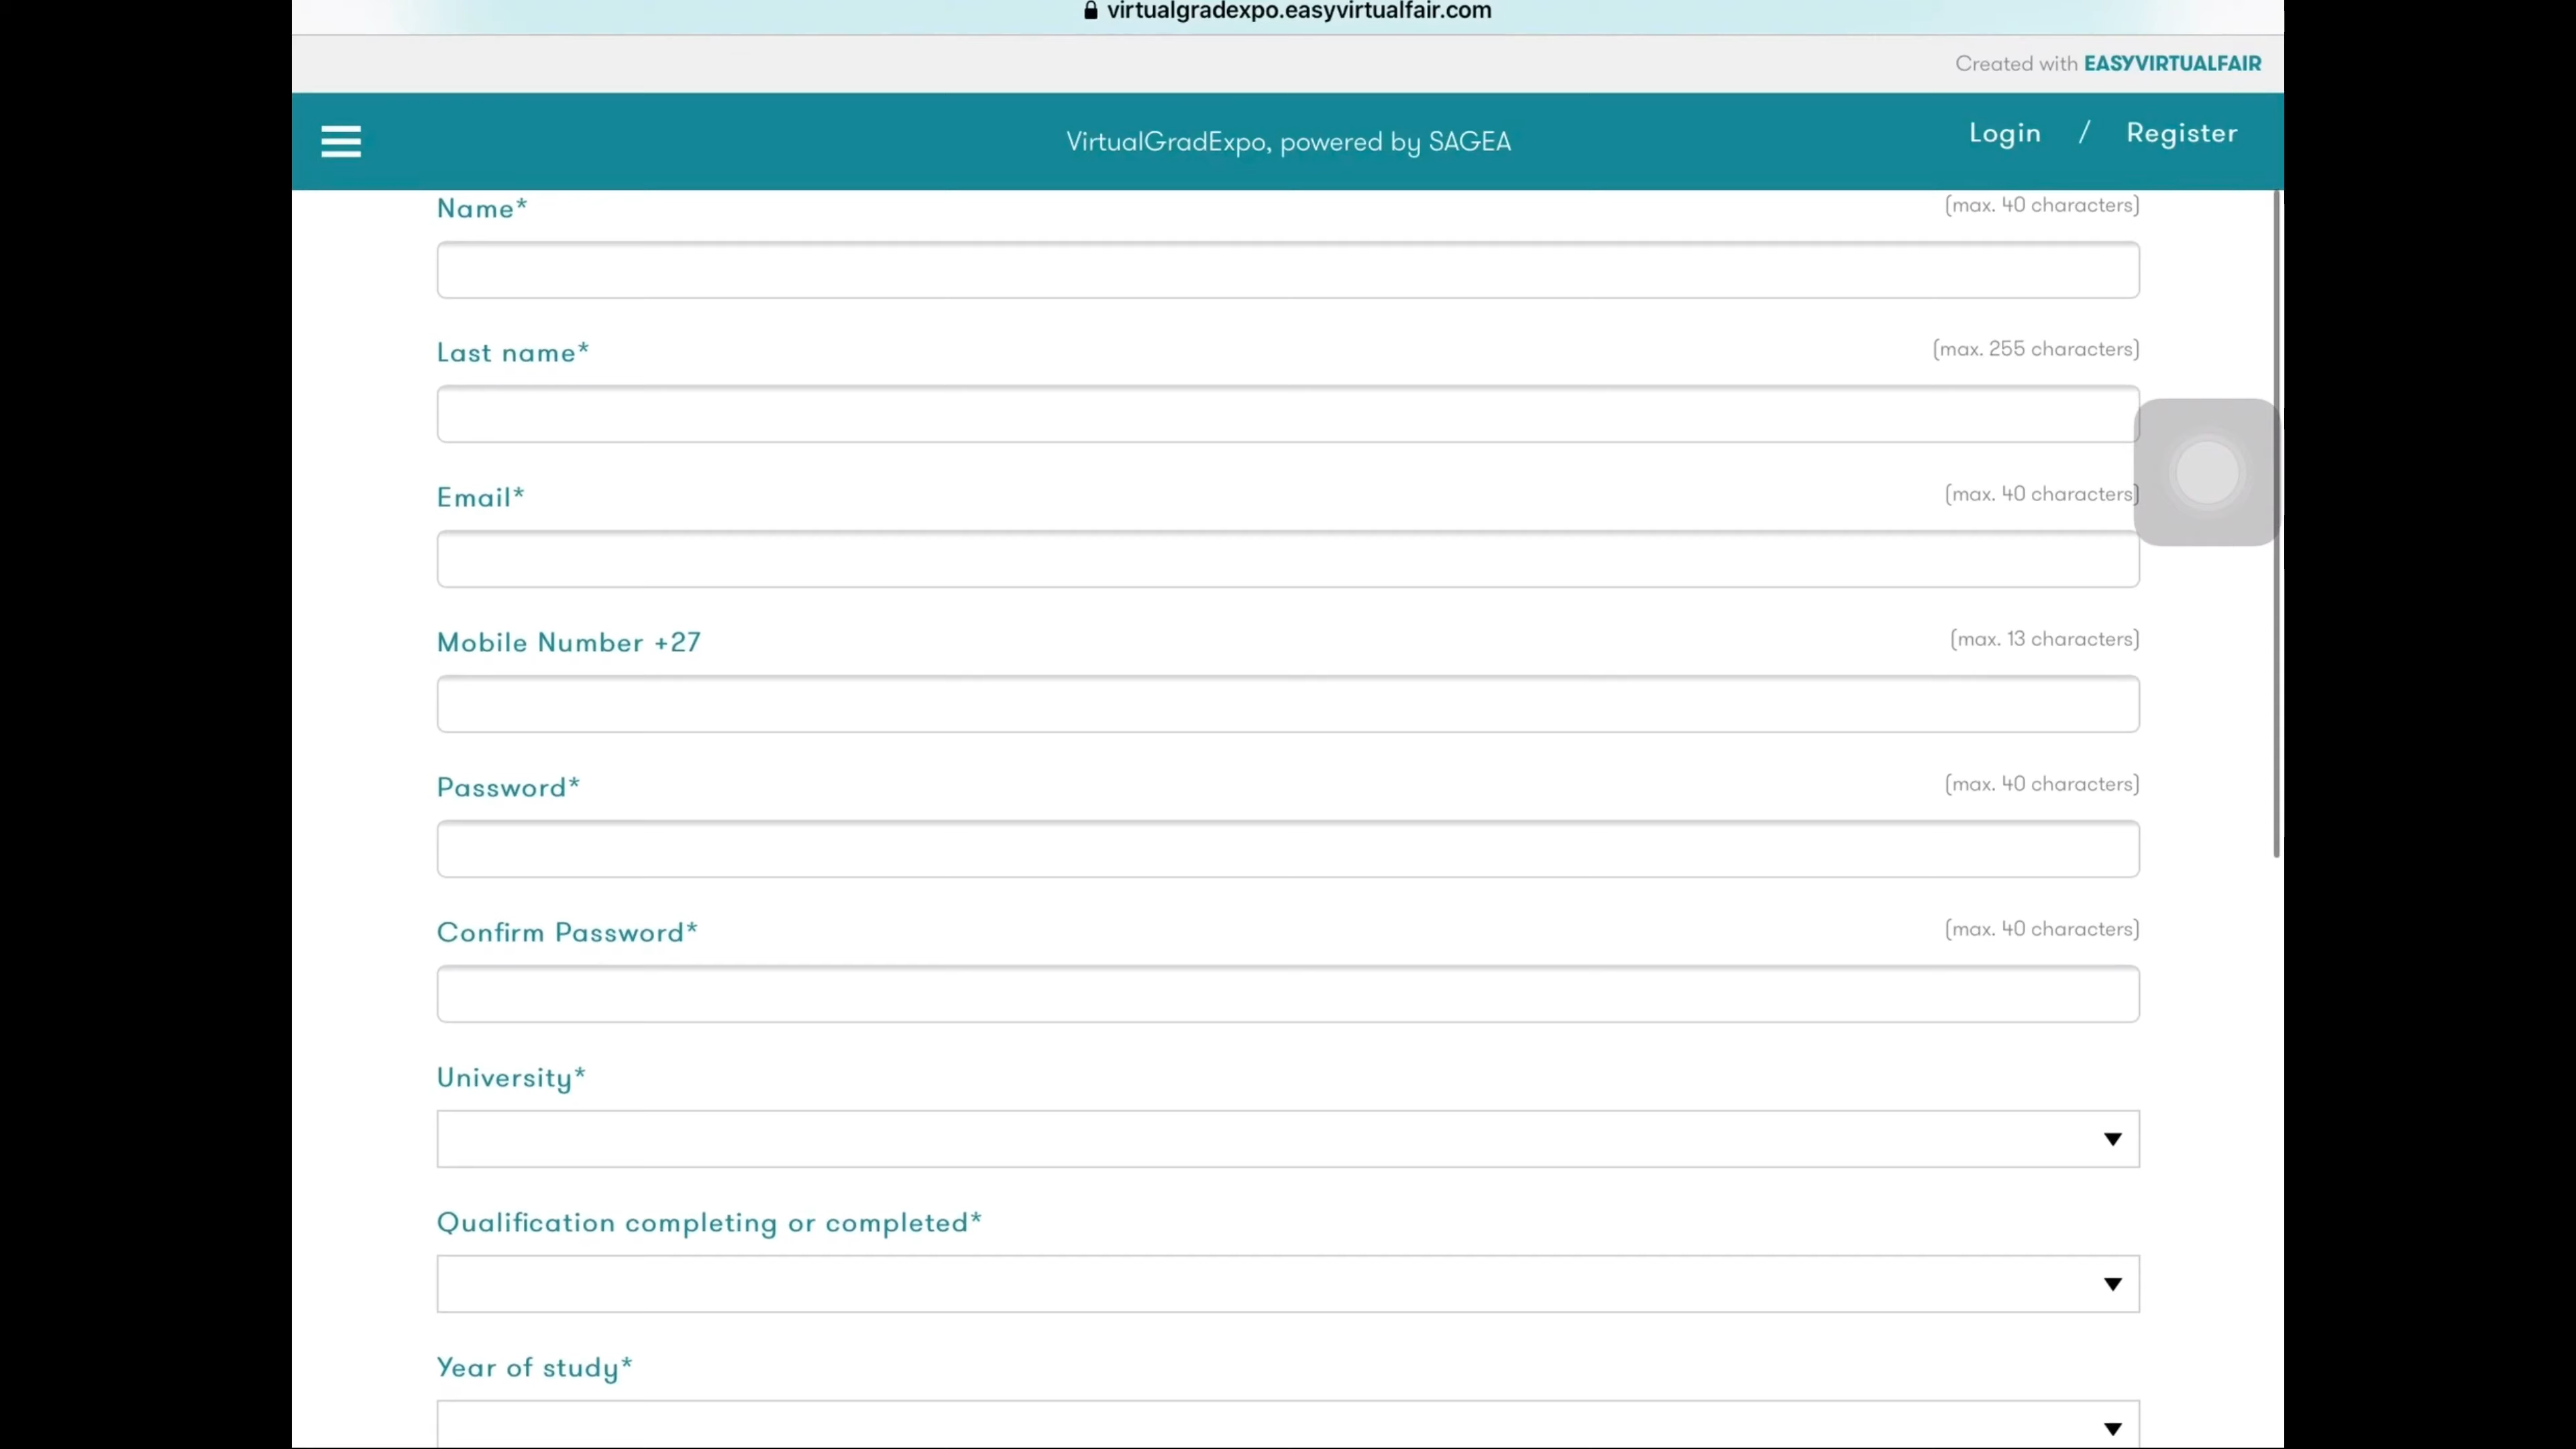 virtualgradexpo.easyvirtualfair.com
Created with EASYVIRTUALFAIR
VirtualGradExpo, powered by SAGEA
Login / Register
Name* (max. 40 characters)
Last name* (max. 255 characters)
Email* (max. 40 characters)
Mobile Number +27 (max. 13 characters)
Password* (max. 40 characters)
Confirm Password* (max. 40 characters)
University*
Qualification completing or completed*
Year of study*